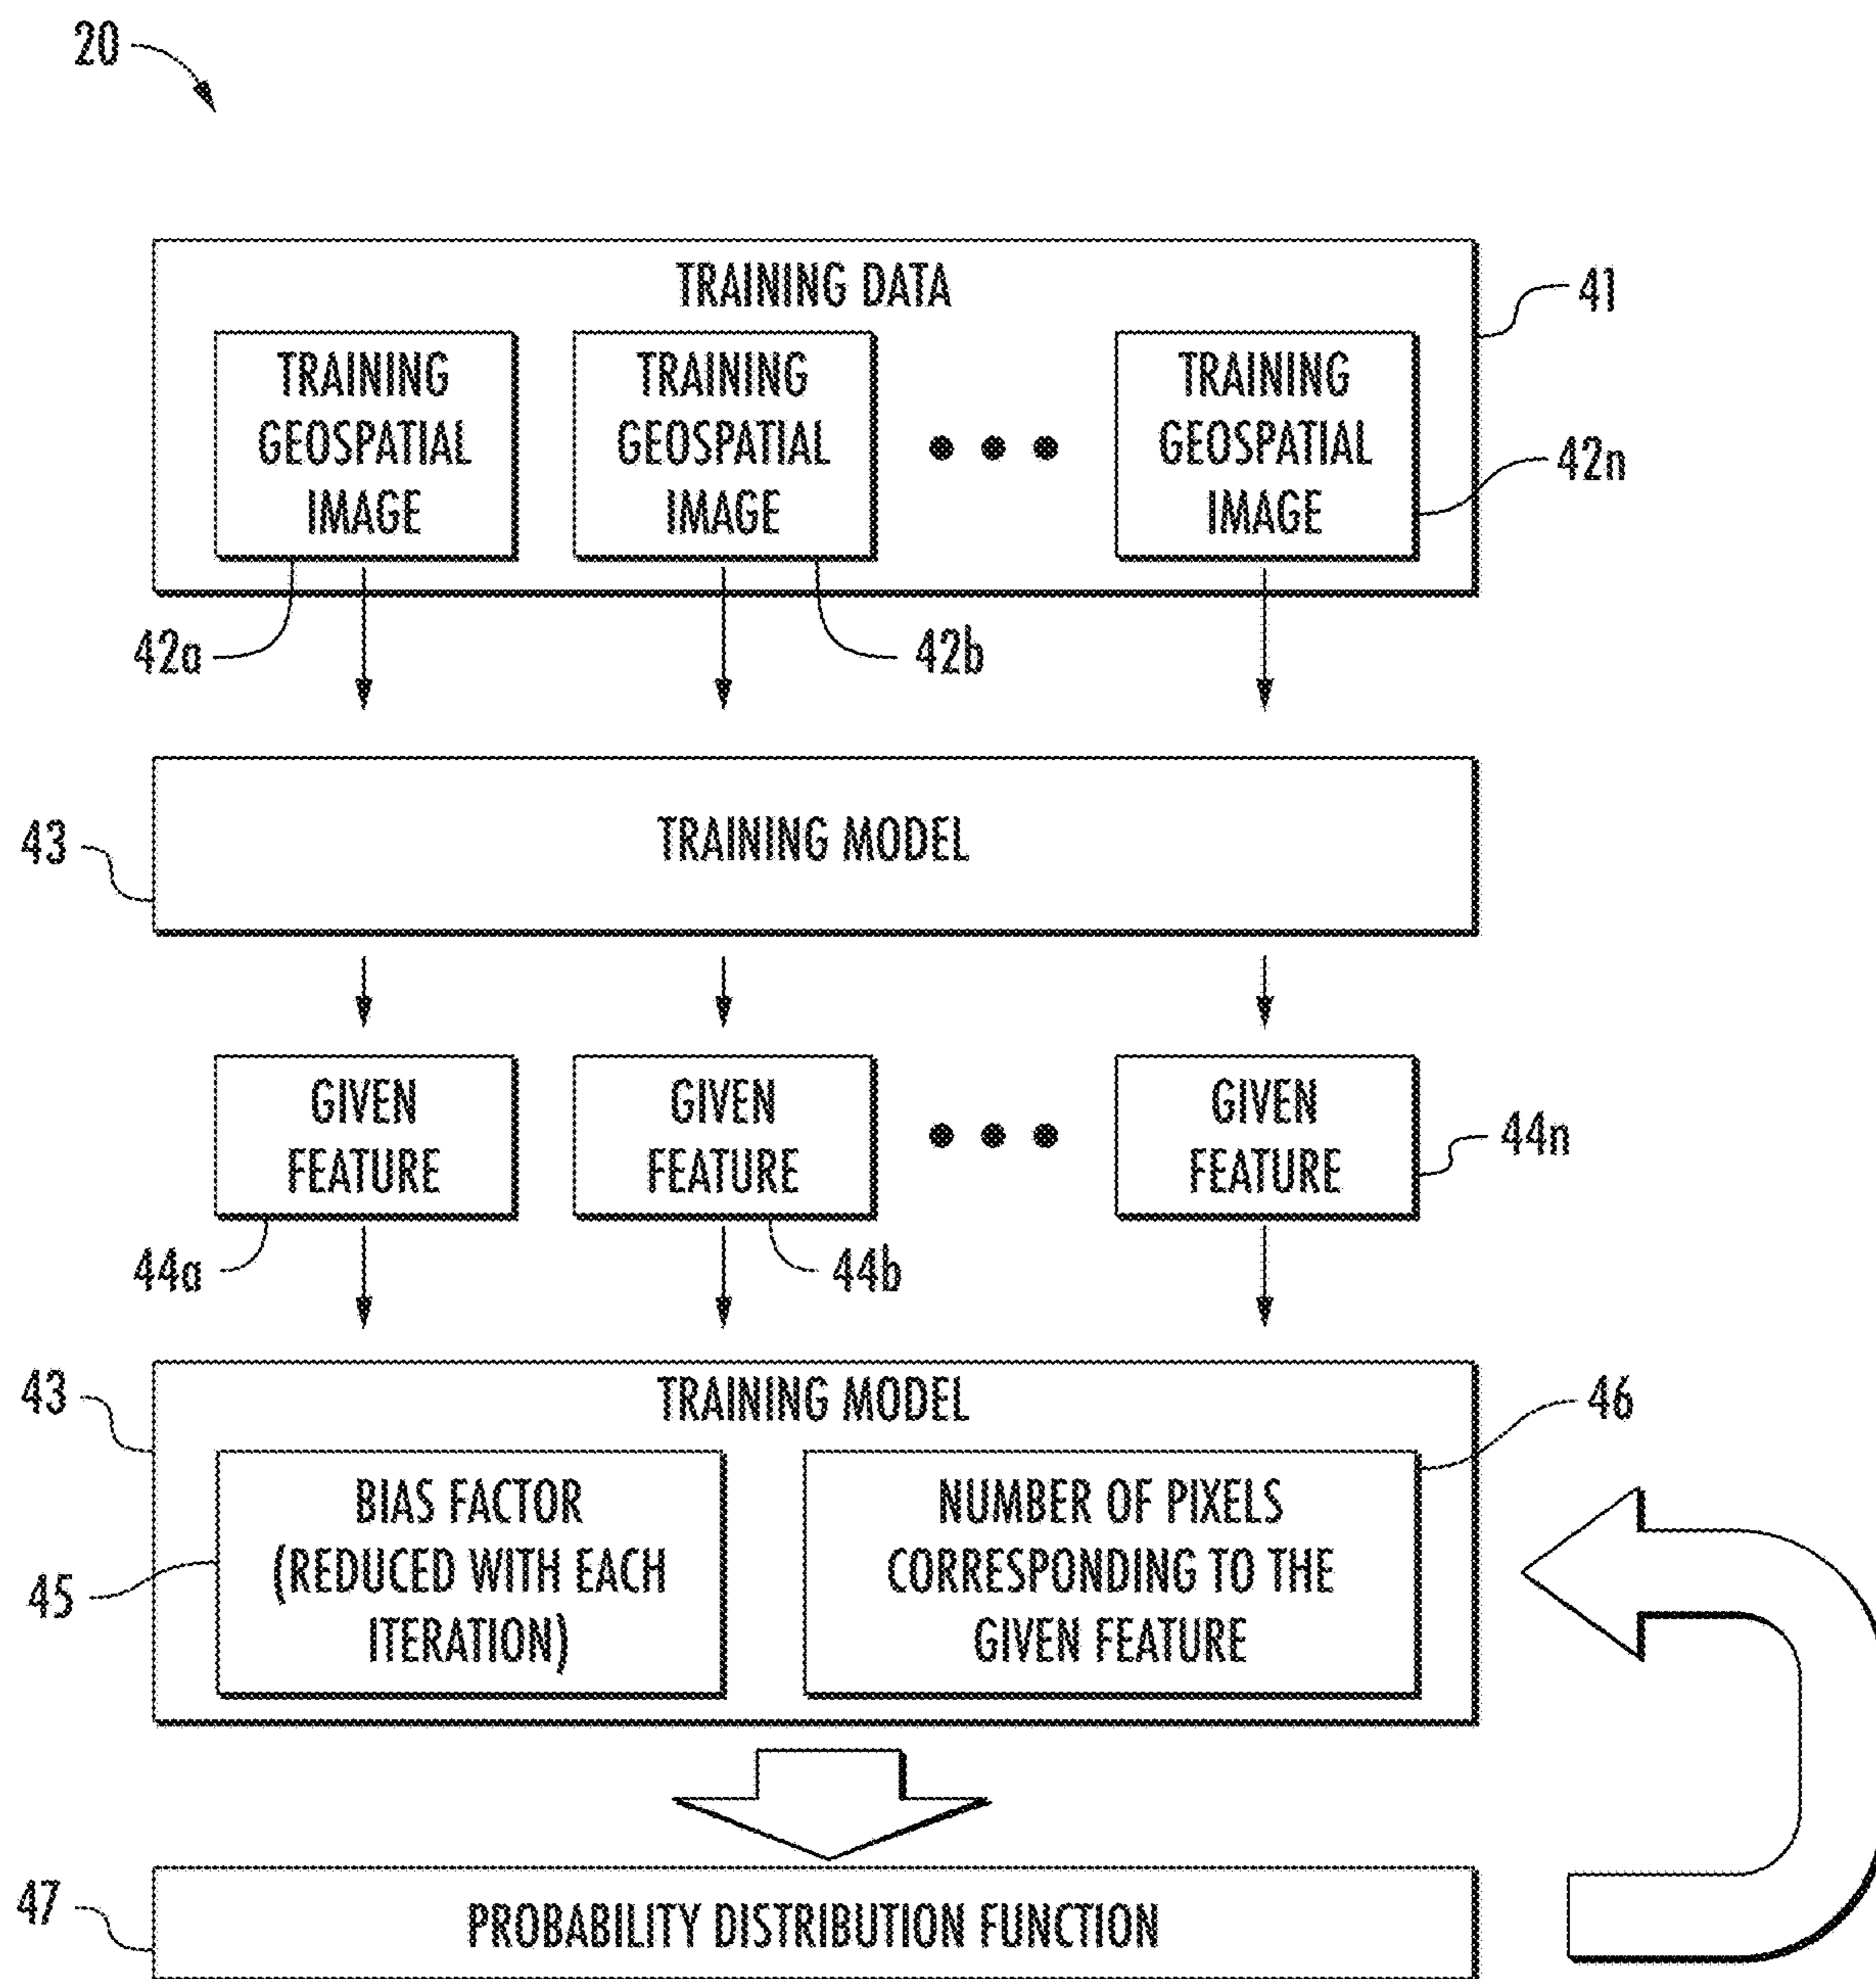 20
TRAINING DATA
41
TRAINING
GEOSPATIAL
IMAGE
TRAINING
GEOSPATIAL
IMAGE
TRAINING
GEOSPATIAL
IMAGE
42n
42a
42b
43
TRAINING MODEL
GIVEN
FEATURE
GIVEN
FEATURE
GIVEN
FEATURE
44n
44a
44b
43
TRAINING MODEL
46
BIAS FACTOR
(REDUCED WITH EACH
ITERATION)
45
NUMBER OF PIXELS
CORRESPONDING TO THE
GIVEN FEATURE
47
PROBABILITY DISTRIBUTION FUNCTION